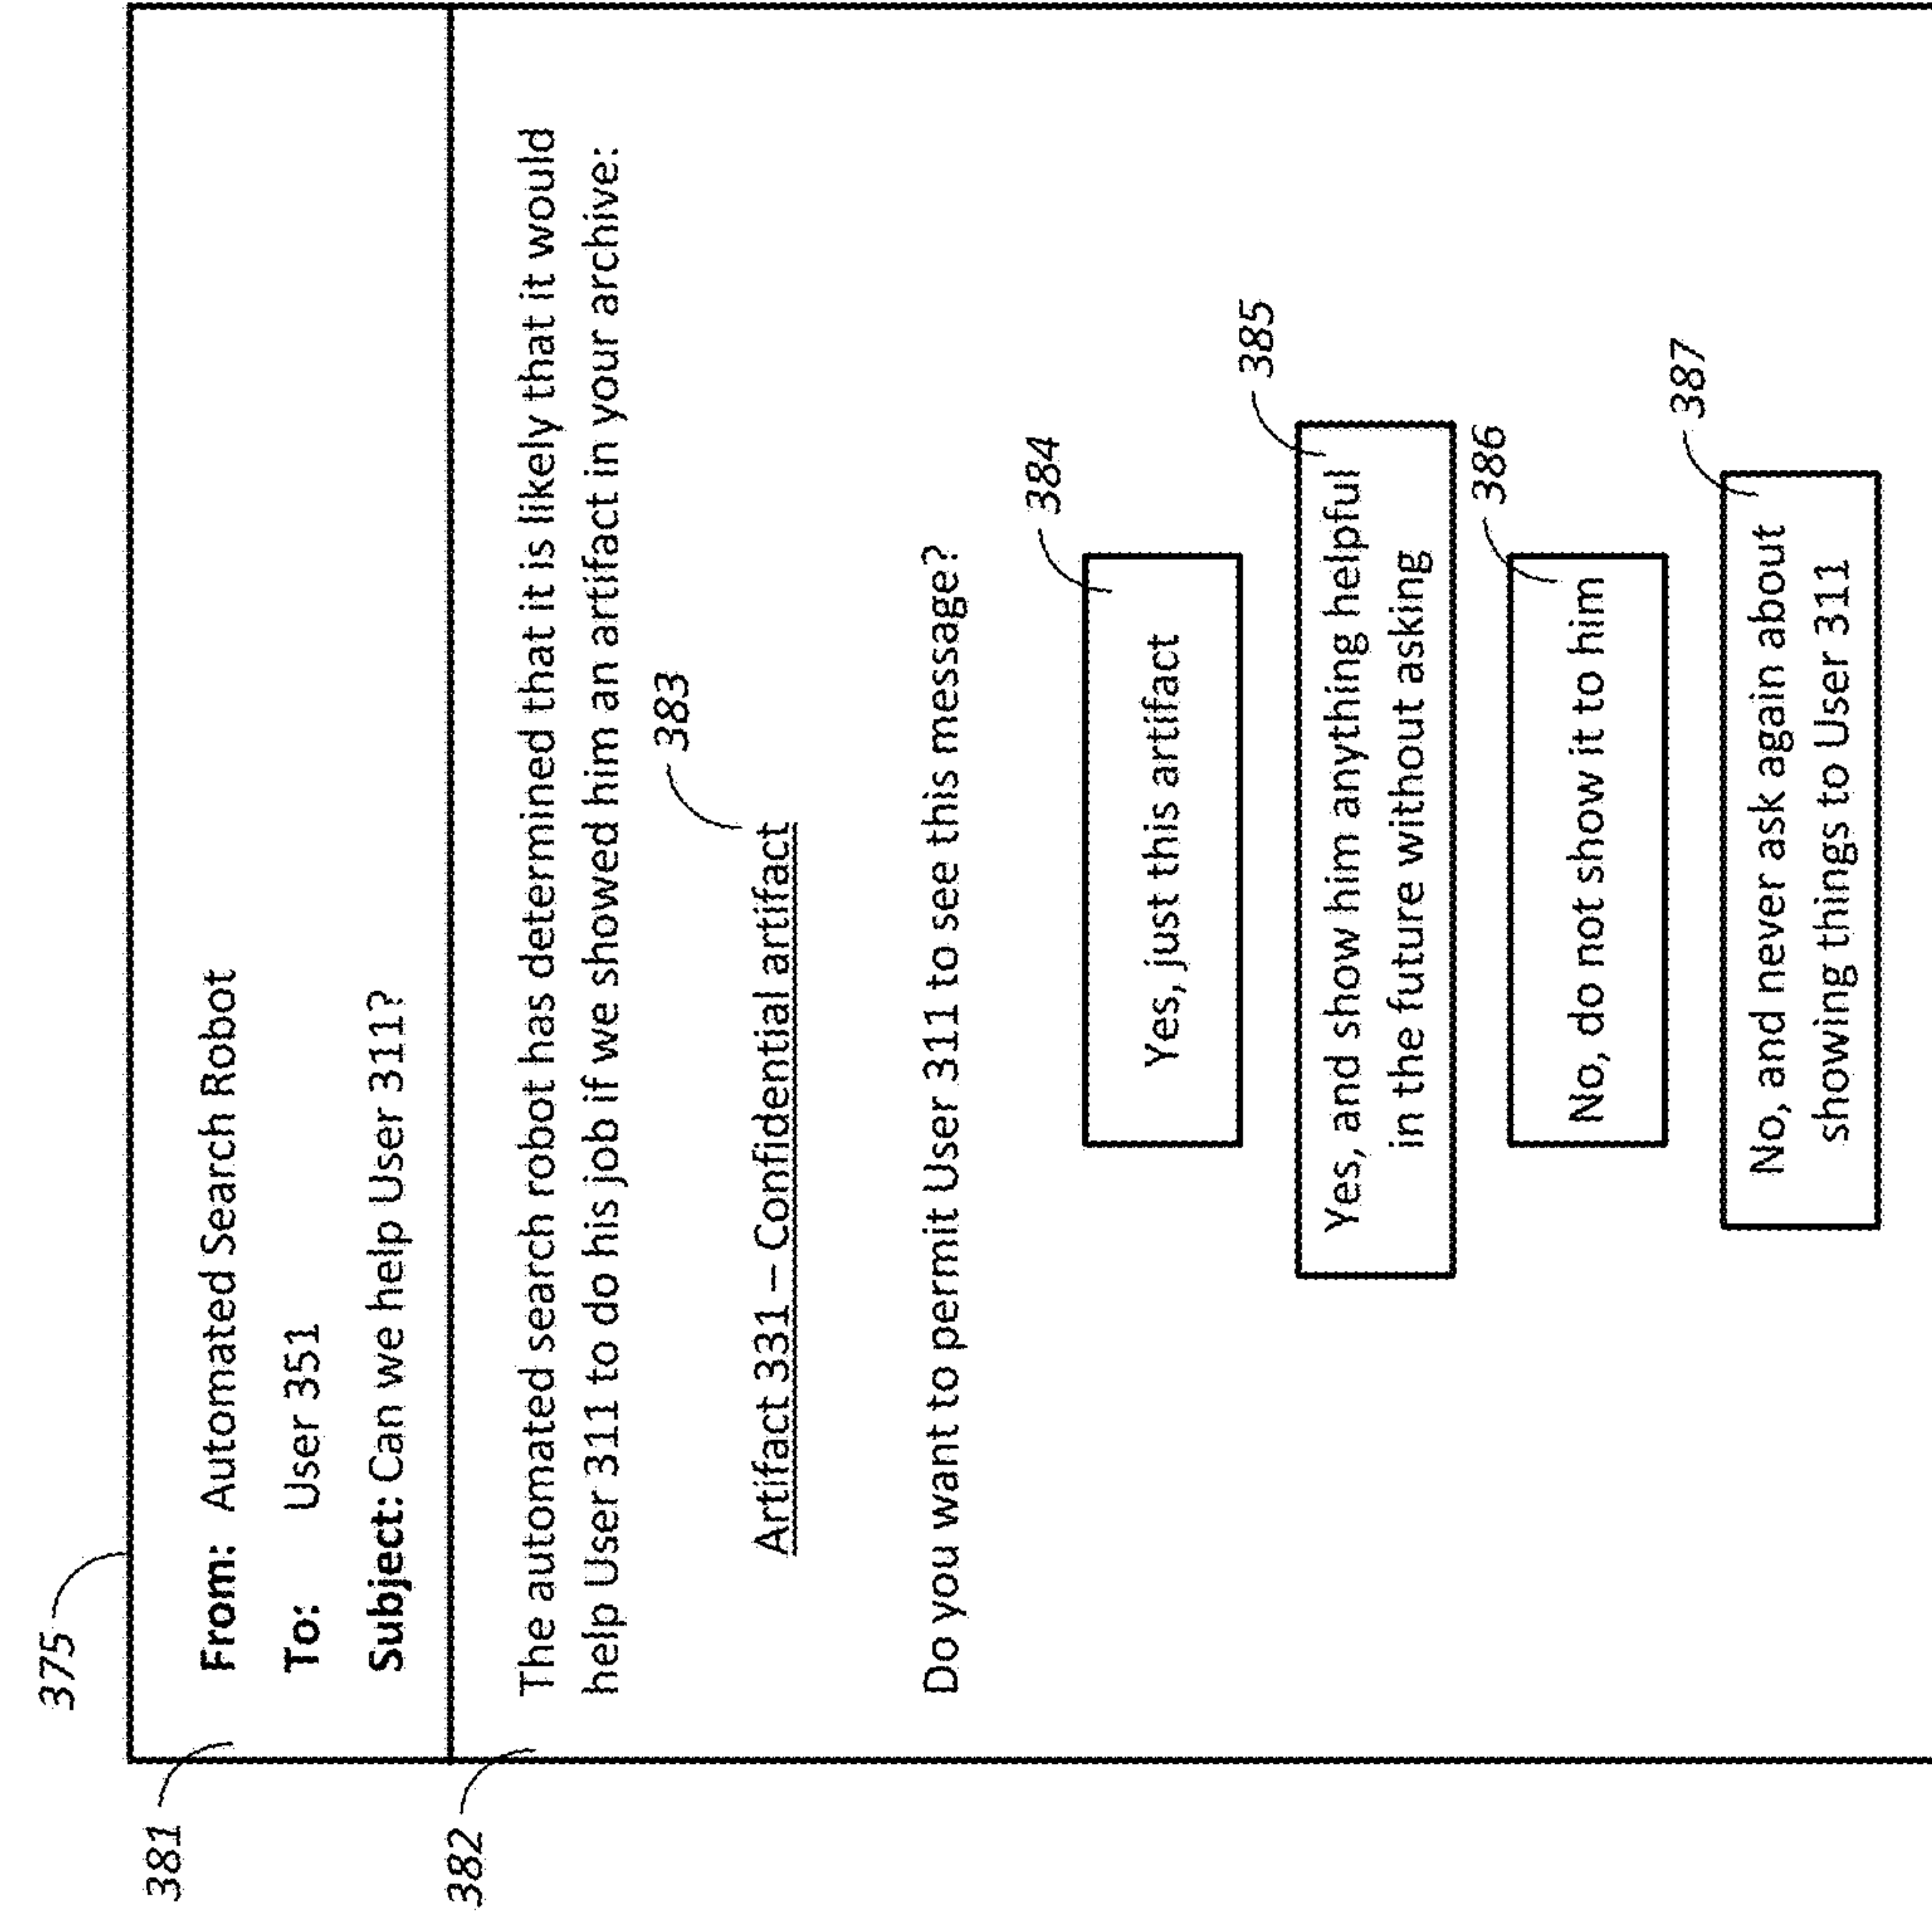 375
381
From: Automated Search Robot
To: User 351
Subject: Can we help User 311?
382
The automated search robot has determined that it is likely that it would
help User 311 to do his job if we showed him an artifact in your archive:
383
Artifact 331 – Confidential artifact
Do you want to permit User 311 to see this message?
384
Yes, just this artifact
385
Yes, and show him anything helpful
in the future without asking
386
No, do not show it to him
387
No, and never ask again about
showing things to User 311